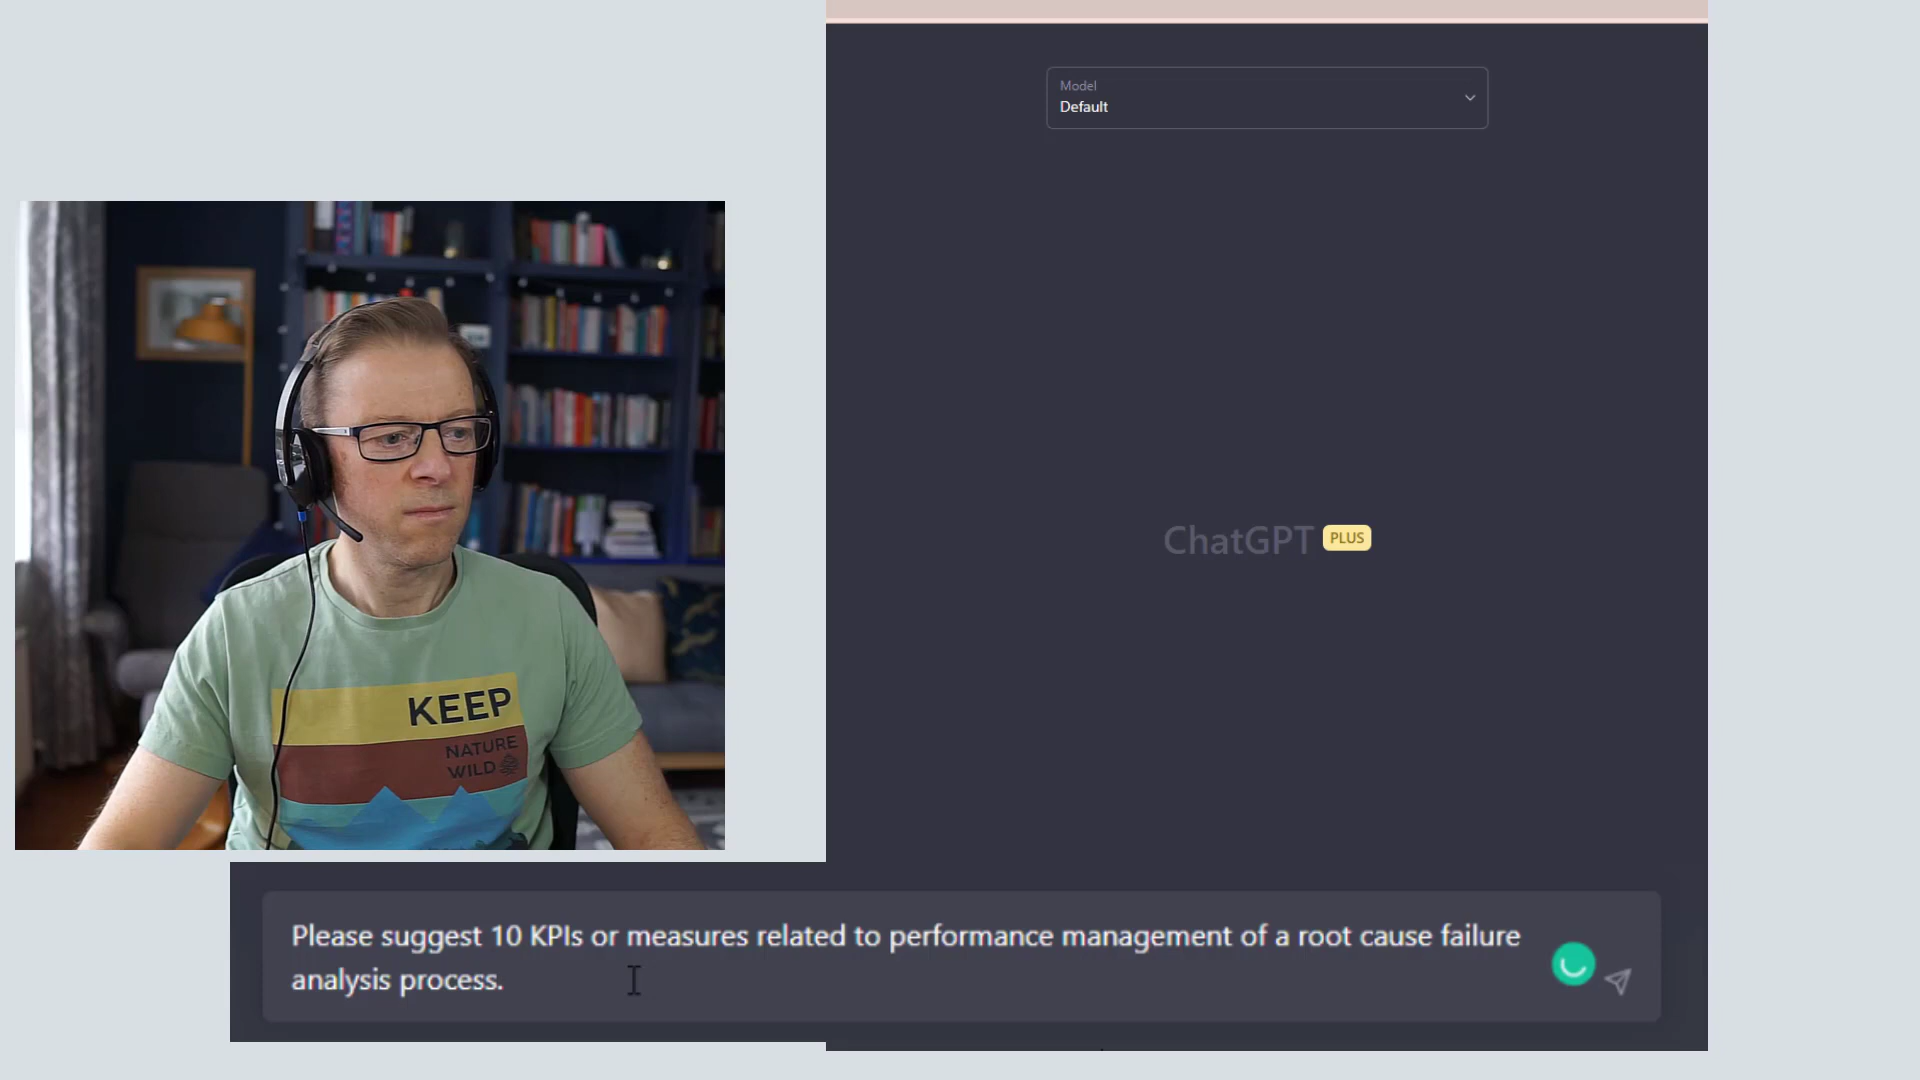 Model
Default
KEEP
NATURE
WILD
ChatGPT PLUS
Please suggest 10 KPIs or measures related to performance management of a root cause failure
analysis process.